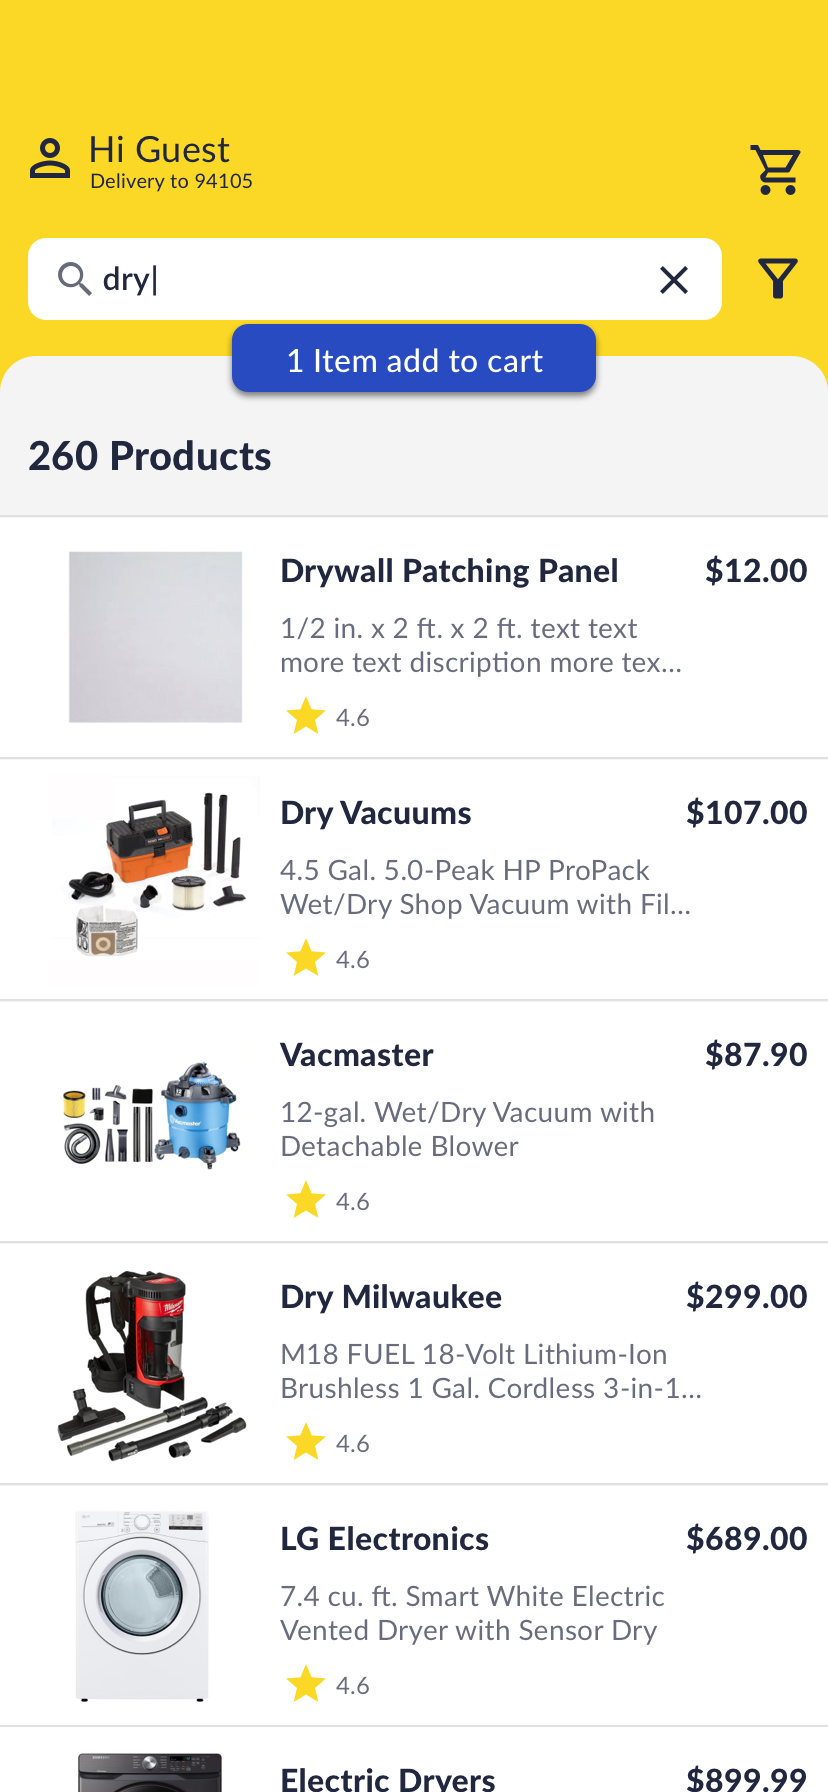 Hi Guest
Delivery to 94105
dry
1 Item add to cart
260 Products
Drywall Patching Panel
$12.00
1/2 in. x 2 ft. x 2 ft. text text
more text discription more tex...
4.6
Dry Vacuums
$107.00
4.5 Gal. 5.0-Peak HP ProPack
Wet/Dry Shop Vacuum with Fil...
4.6
Vacmaster
$87.90
12-gal. Wet/Dry Vacuum with
Detachable Blower
4.6
Dry Milwaukee
$299.00
M18 FUEL 18-Volt Lithium-Ion
Brushless 1 Gal. Cordless 3-in-1...
4.6
LG Electronics
$689.00
7.4 cu. ft. Smart White Electric
Vented Dryer with Sensor Dry
4.6
Electric Dryers
$899.99